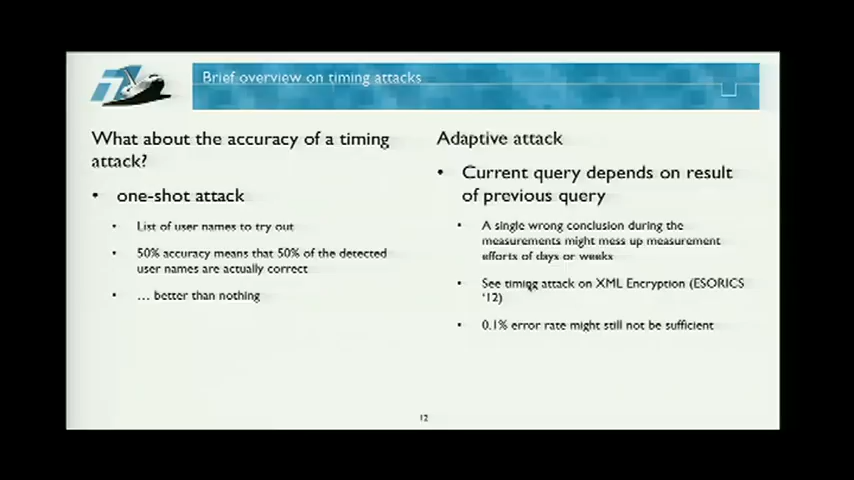 Brief overview on timing attacks
What about the accuracy of a timing
attack?
• one-shot attack
• List of user names to try out
• 50% accuracy means that 50% of the detected
user names are actually correct
• ... better than nothing
Adaptive attack
• Current query depends on result
of previous query
• A single wrong conclusion during the
measurements might mess up measurement
efforts of days or weeks
• See timing attack on XML Encryption (ESORICS
'12)
• 0.1% error rate might still not be sufficient
12